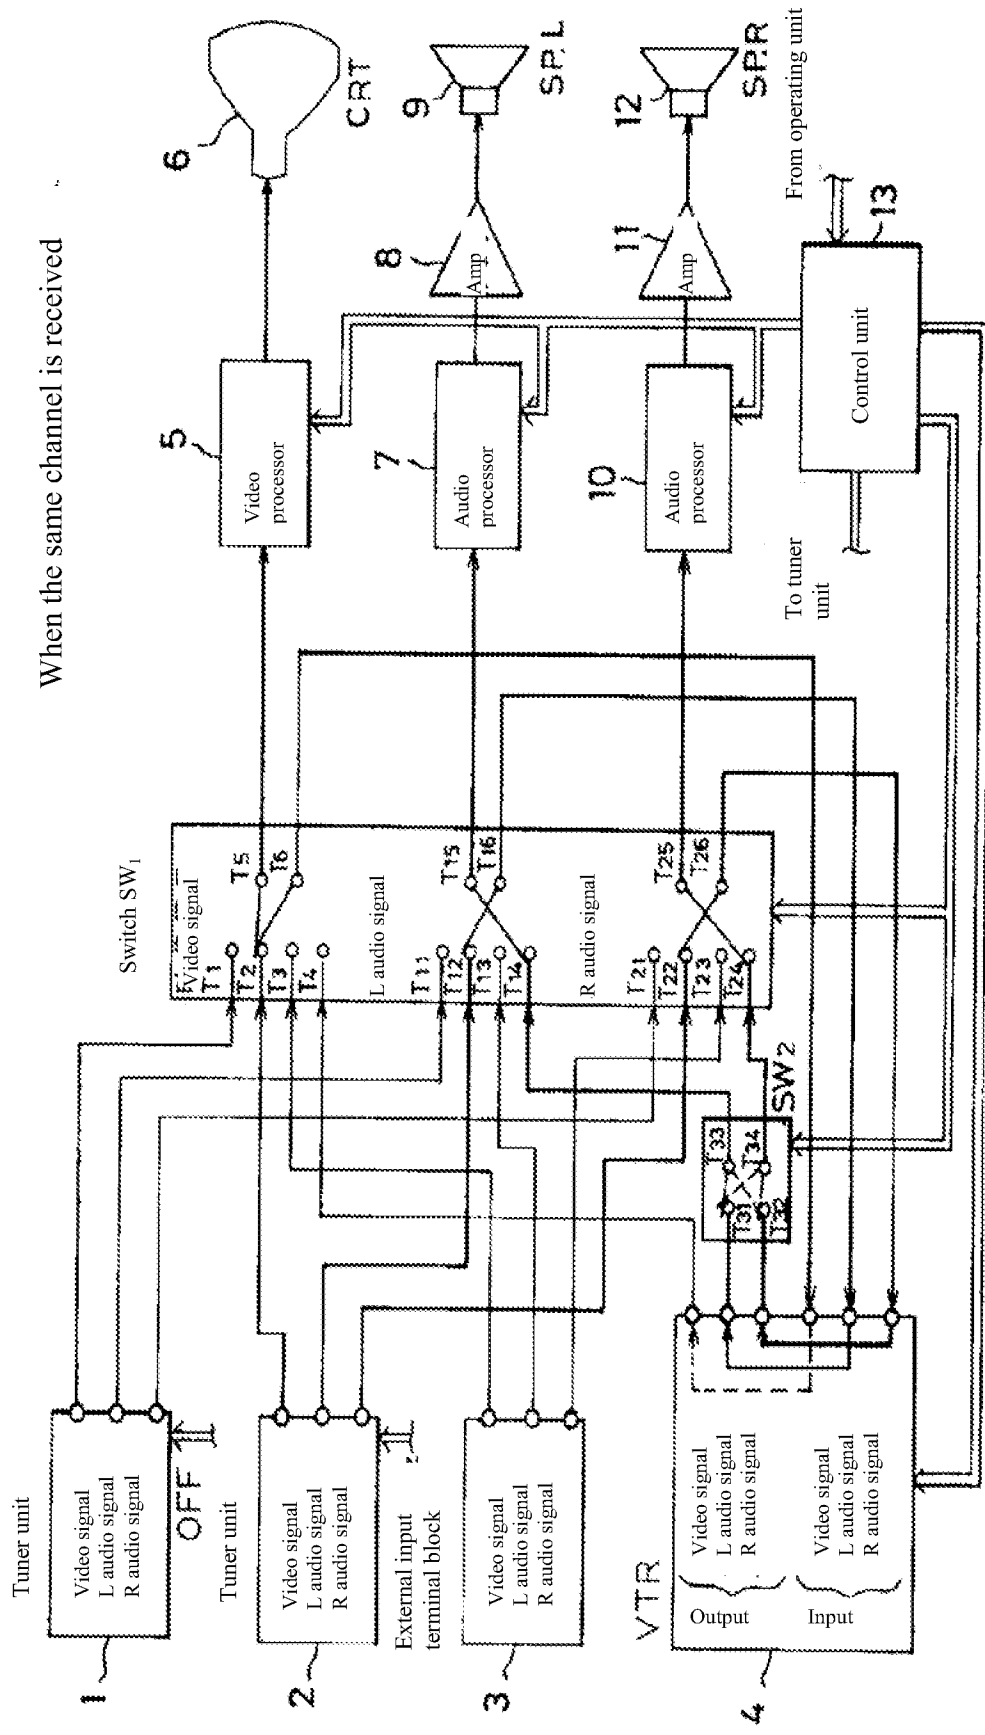 When the same channel is received
Tuner unit
Video signal
L audio signal
R audio signal
1
OFF
Tuner unit
Video signal
L audio signal
R audio signal
2
External input
terminal block
Video signal
L audio signal
R audio signal
3
VTR
Output
Video signal
L audio signal
R audio signal
Input
Video signal
L audio signal
R audio signal
4
Switch SW1
Video signal
T1
T2
T3
T4
T5
T6
L audio signal
T11
T12
T13
T14
T15
T16
R audio signal
T21
T22
T23
T24
T25
T26
SW2
T31
T32
T33
T34
5
Video
processor
6
CRT
7
Audio
processor
8
Amp
9
SP.L
10
Audio
processor
11
Amp
12
SP.R
To tuner
unit
Control unit
13
From operating unit